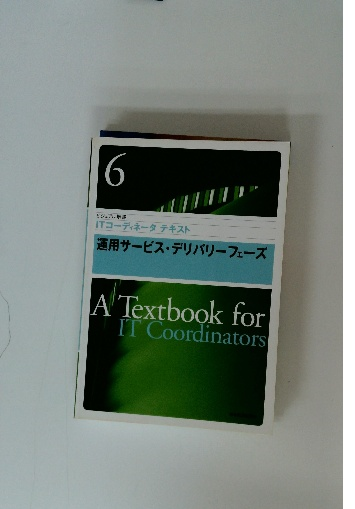 6
ITコーディネータ テキスト
運用サービス・デリバリーフェーズ
A Textbook for
IT Coordinators